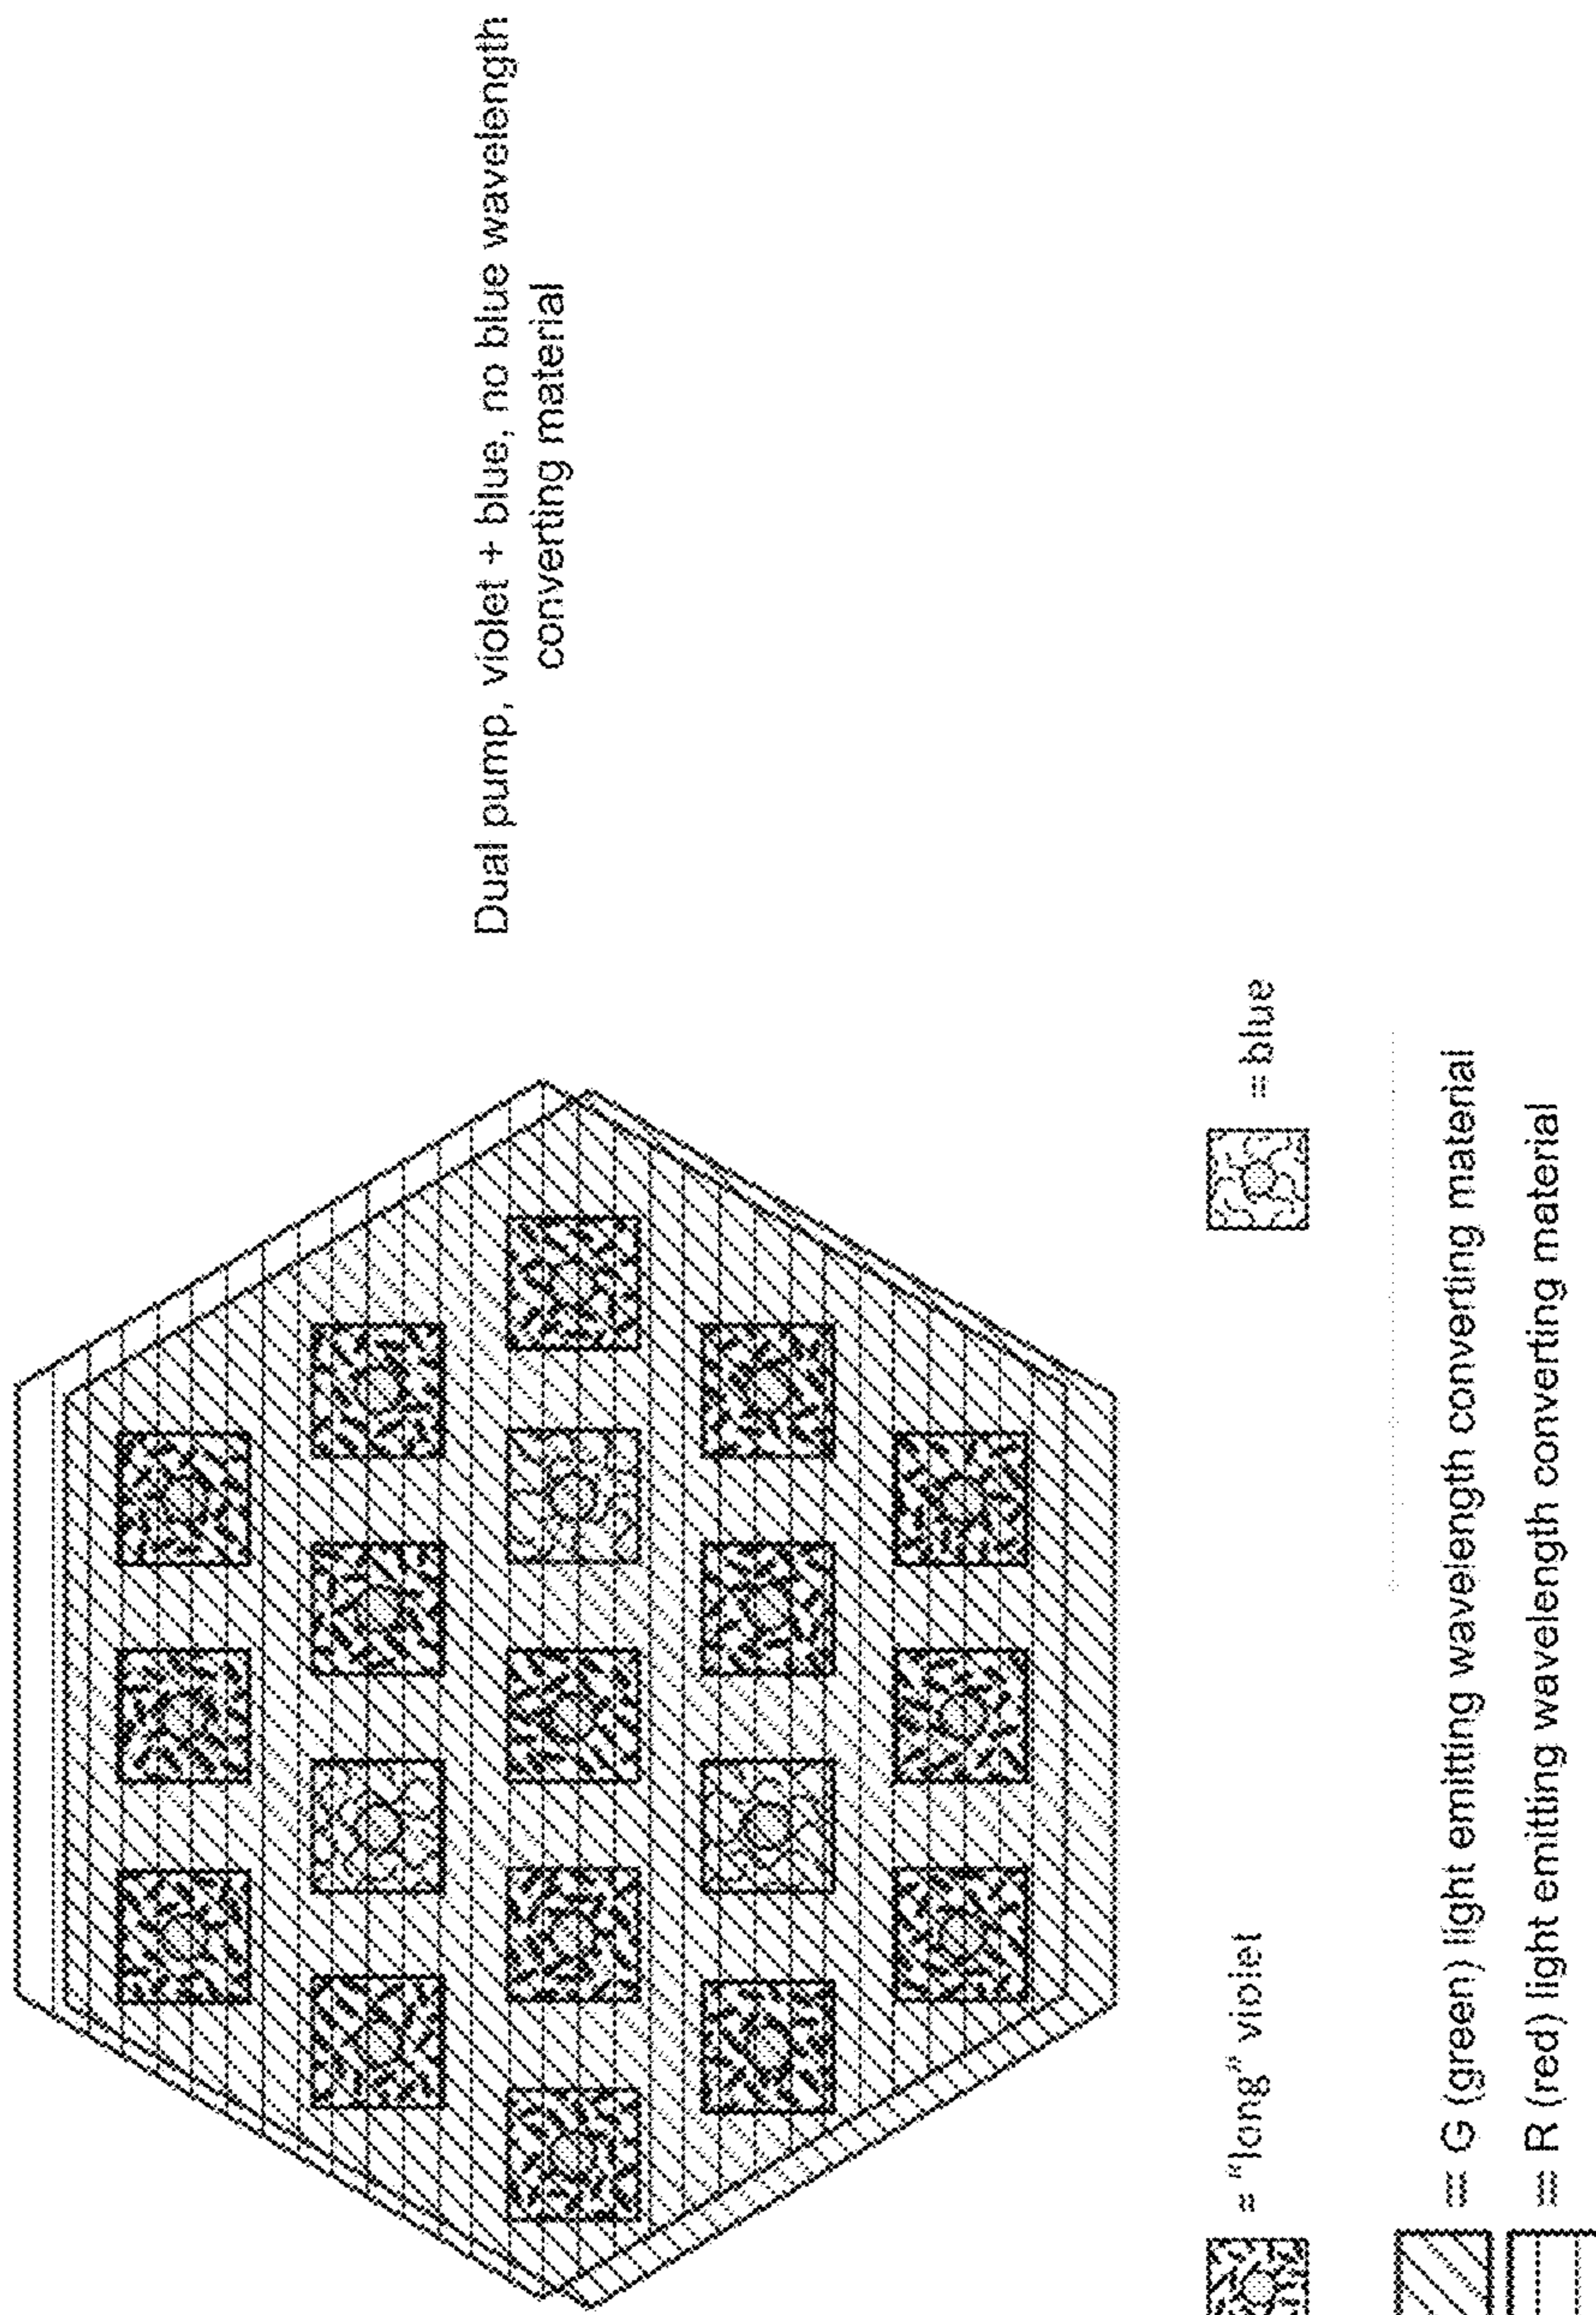 Dual pump, violet + blue, no blue wavelength
converting material
= "long" violet
= blue
= G (green) light emitting wavelength converting material
= R (red) light emitting wavelength converting material